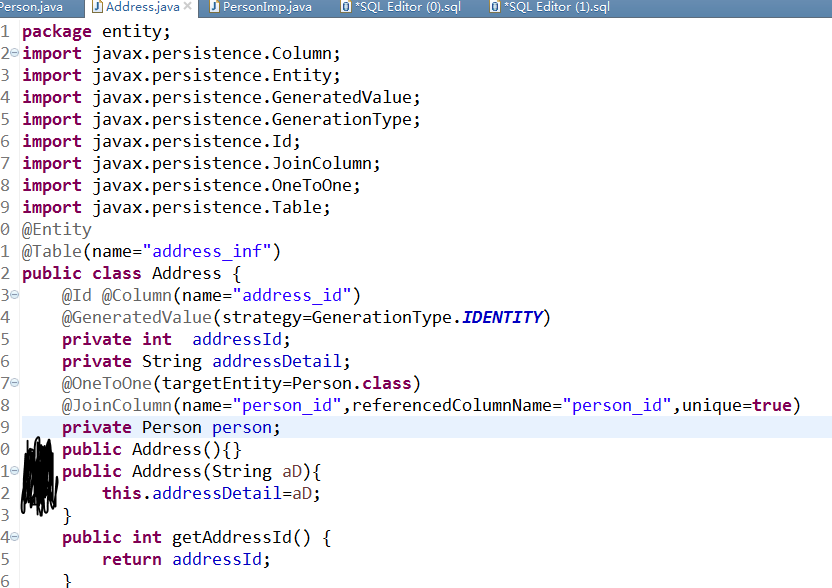 Person.java Address.java PersonImp.java *SQL Editor (0).sql *SQL Editor (1).sql
1 package entity;
2 import javax.persistence.Column;
3 import javax.persistence.Entity;
4 import javax.persistence.GeneratedValue;
5 import javax.persistence.GenerationType;
6 import javax.persistence.Id;
7 import javax.persistence.JoinColumn;
8 import javax.persistence.OneToOne;
9 import javax.persistence.Table;
0 @Entity
1 @Table(name="address_inf")
2 public class Address {
3 @Id @Column(name="address_id")
4 @GeneratedValue(strategy=GenerationType.IDENTITY)
5 private int  addressId;
6 private String addressDetail;
7 @OneToOne(targetEntity=Person.class)
8 @JoinColumn(name="person_id",referencedColumnName="person_id",unique=true)
9 private Person person;
0 public Address(){}
1 public Address(String aD){
2 this.addressDetail=aD;
3 }
4 public int getAddressId() {
5 return addressId;
6 }